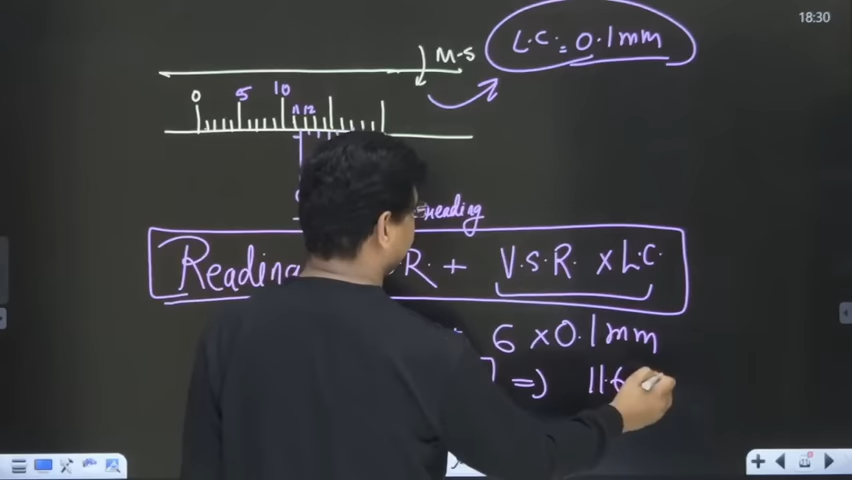 18:30
L.C. = 0.1mm
M-S
0 5 10 11 12
reading
Reading R. + V.S.R. x L.C.
+ 6 x 0.1mm
=) 11.6